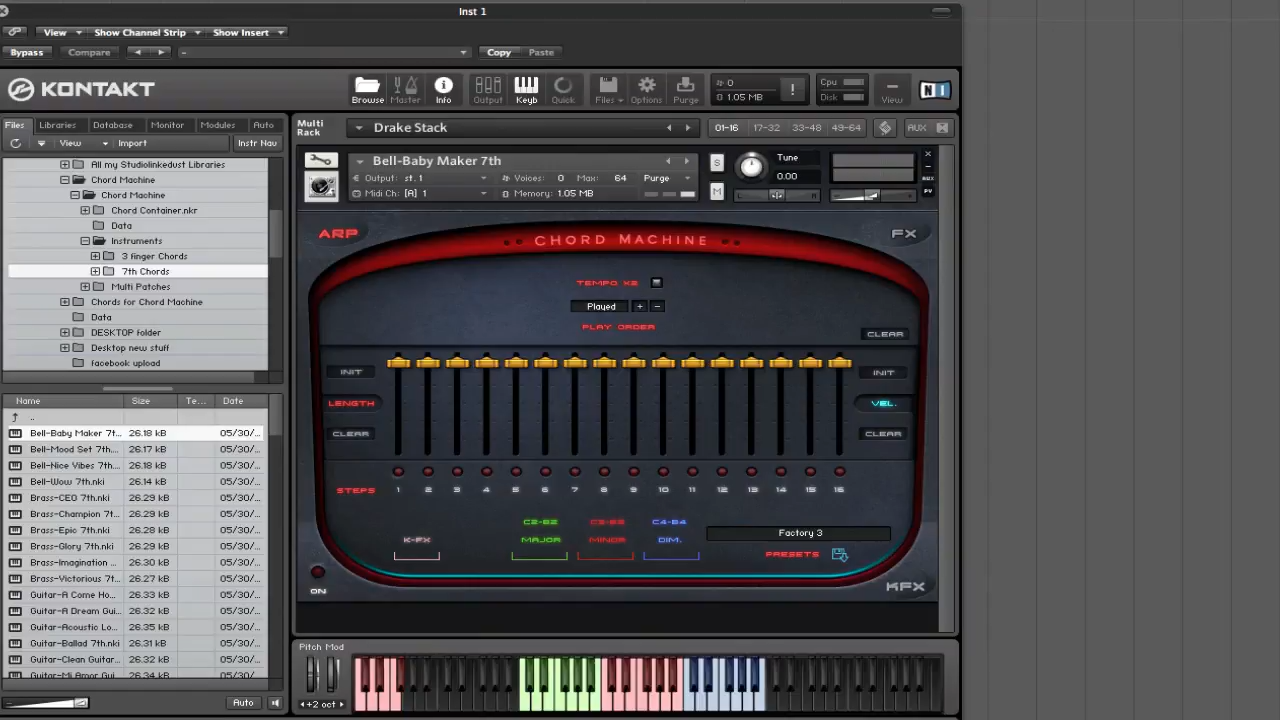 Inst 1
View Show Channel Strip Show Insert
Bypass Compare - Copy Paste
KONTAKT
Browse Master Info Output Keyb Quick Files Options Purge
0
1.05 MB
!
Cpu
Disk
View
NI
Files Libraries Database Monitor Modules Auto
View Import Instr Nav
All my Studiolinkedust Libraries
Chord Machine
Chord Machine
Chord Container.nkr
Data
Instruments
3 finger Chords
7th Chords
Multi Patches
Chords for Chord Machine
Data
DESKTOP folder
Desktop new stuff
facebook upload
Name Size Te... Date
..
Bell-Baby Maker 7t... 26.18 kB 05/30/...
Bell-Mood Set 7th.... 26.17 kB 05/30/...
Bell-Nice Vibes 7th... 26.18 kB 05/30/...
Bell-Wow 7th.nki 26.14 kB 05/30/...
Brass-CEO 7th.nki 26.29 kB 05/30/...
Brass-Champion 7t... 26.29 kB 05/30/...
Brass-Epic 7th.nki 26.29 kB 05/30/...
Brass-Glory 7th.nki 26.30 kB 05/30/...
Brass-Imagination ... 26.30 kB 05/30/...
Brass-Victorious 7t... 26.27 kB 05/30/...
Guitar-A Come Ho... 26.33 kB 05/30/...
Guitar-A Dream Gui... 26.32 kB 05/30/...
Guitar-Acoustic Lo... 26.35 kB 05/30/...
Guitar-Ballad 7th.nki 26.31 kB 05/30/...
Guitar-Clean Guitar... 26.32 kB 05/30/...
Guitar-Mi Amor Gui... 26.34 kB 05/30/...
Auto
Multi Rack
Drake Stack
01-16 17-32 33-48 49-64 AUX
Bell-Baby Maker 7th
Output: st. 1 Voices: 0 Max: 64 Purge
Midi Ch: [A] 1 Memory: 1.05 MB
S
M
Tune
0.00
L R
AUX
PV
ARP
CHORD MACHINE
FX
TEMPO X2
Played + -
PLAY ORDER
CLEAR
INIT INIT
LENGTH VEL.
CLEAR CLEAR
STEPS 1 2 3 4 5 6 7 8 9 10 11 12 13 14 15 16
K-FX
C2-B2 C3-B3 C4-B4
MAJOR MINOR DIM.
Factory 3
PRESETS
ON
KFX
Pitch Mod
+2 oct